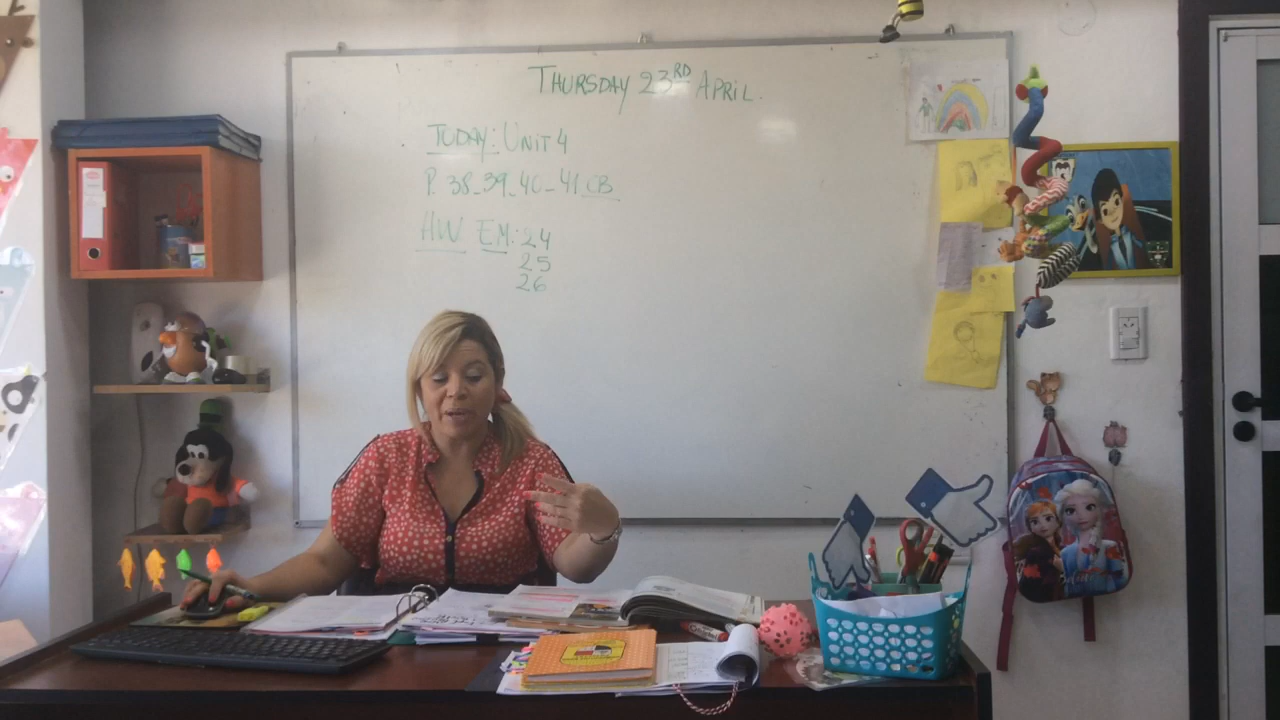 THURSDAY 23RD APRIL.
TODAY: UNIT 4
P. 38_39_40_41 CB
HW EM: 24
25
26